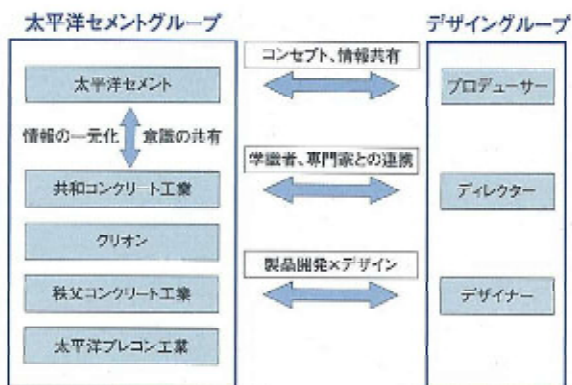 太平洋セメントグループ
太平洋セメント
情報の一元化 意識の共有
共和コンクリート工業
クリオン
秩父コンクリート工業
太平洋プレコン工業
コンセプト、情報共有
学識者、専門家との連携
製品開発×デザイン
デザイングループ
プロデューサー
ディレクター
デザイナー